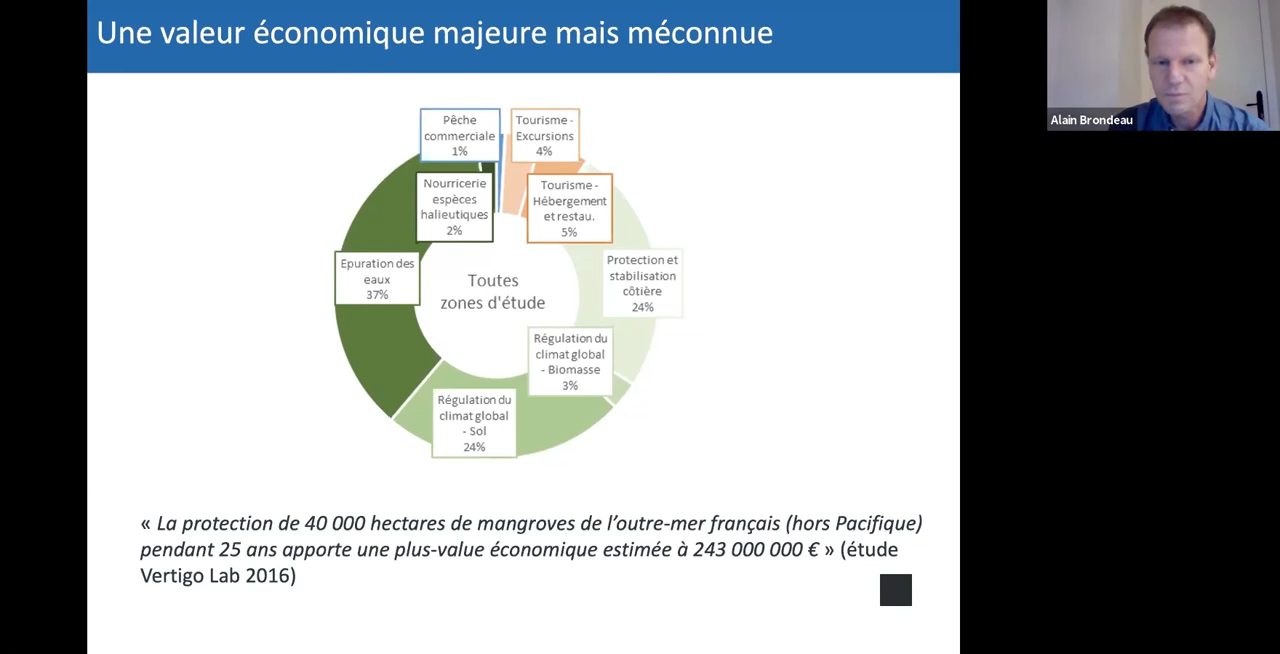 Une valeur économique majeure mais méconnue
Alain Brondeau
Pêche
commerciale
1%
Tourisme -
Excursions
4%
Nourricerie
espèces
halieutiques
2%
Tourisme -
Hébergement
et restau.
5%
Epuration des
eaux
37%
Toutes
zones d'étude
Protection et
stabilisation
côtière
24%
Régulation du
climat global
- Biomasse
3%
Régulation du
climat global
- Sol
24%
« La protection de 40 000 hectares de mangroves de l’outre-mer français (hors Pacifique)
pendant 25 ans apporte une plus-value économique estimée à 243 000 000 € » (étude
Vertigo Lab 2016)